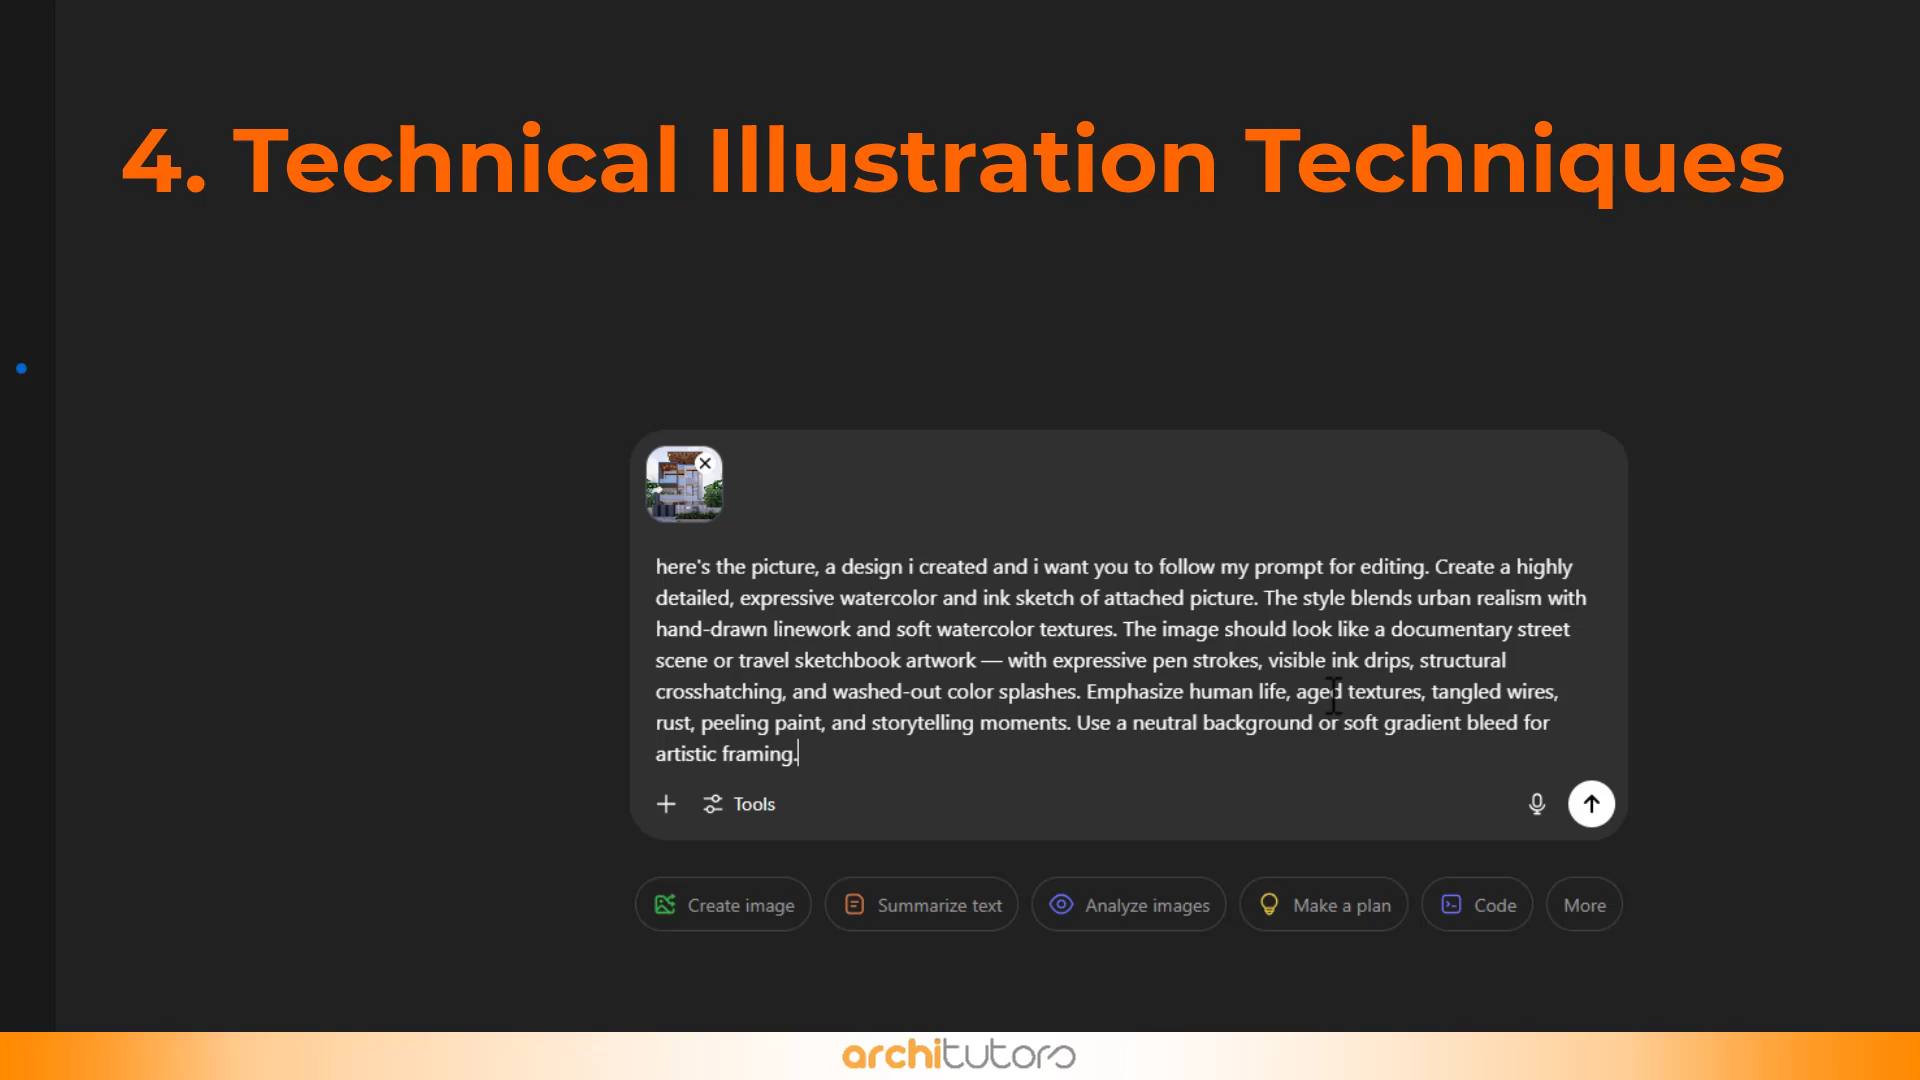 4. Technical Illustration Techniques
here's the picture, a design i created and i want you to follow my prompt for editing. Create a highly
detailed, expressive watercolor and ink sketch of attached picture. The style blends urban realism with
hand-drawn linework and soft watercolor textures. The image should look like a documentary street
scene or travel sketchbook artwork — with expressive pen strokes, visible ink drips, structural
crosshatching, and washed-out color splashes. Emphasize human life, aged textures, tangled wires,
rust, peeling paint, and storytelling moments. Use a neutral background or soft gradient bleed for
artistic framing.
Tools
Create image
Summarize text
Analyze images
Make a plan
Code
More
architutors